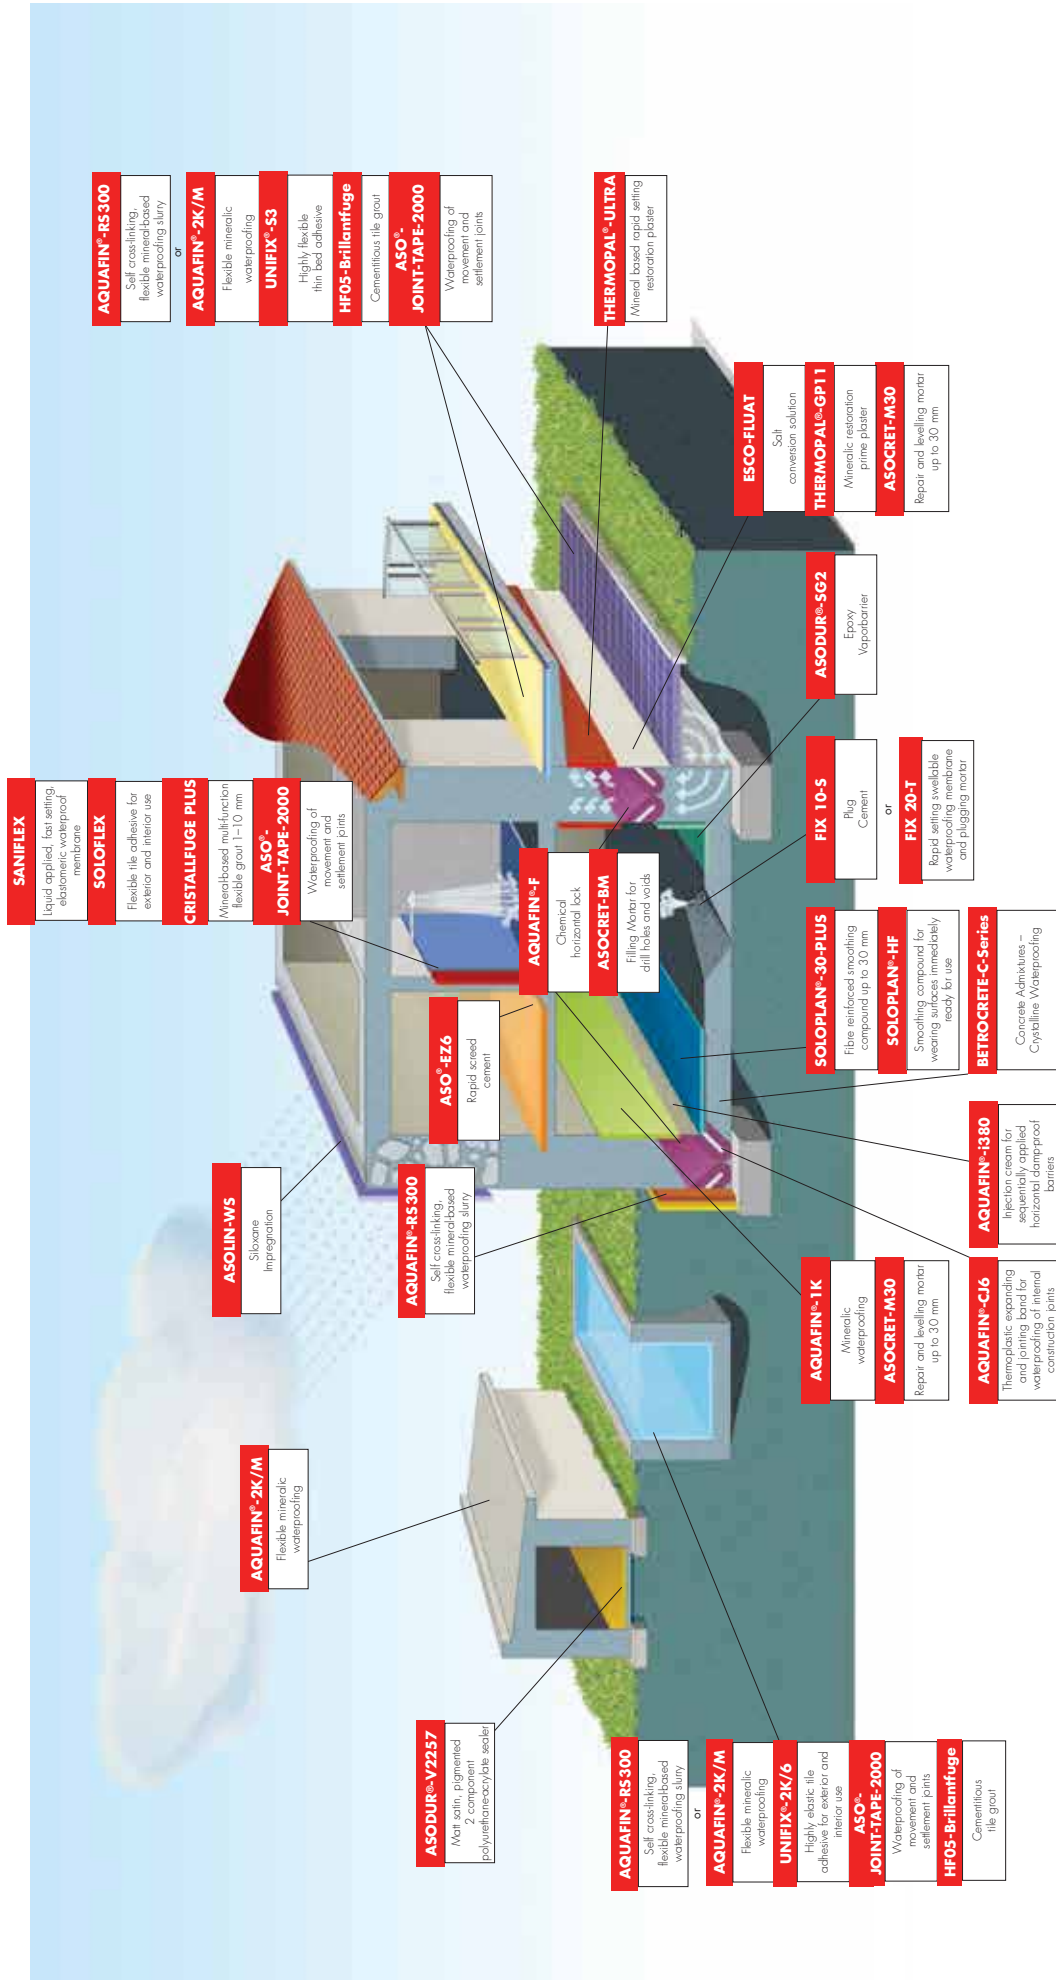 SANIFLEX
Liquid applied, fast setting,
elastomeric waterproof
membrane
SOLOFLEX
Flexible tile adhesive for
exterior and interior use
CRISTALLFUGE PLUS
Mineral-based multi-function
flexible grout 1–10 mm
ASO®-
JOINT-TAPE-2000
Waterproofing of
movement and
settlement joints
AQUAFIN®-RS300
Self cross-linking,
flexible mineral-based
waterproofing slurry
or
AQUAFIN®-2K/M
Flexible mineralic
waterproofing
UNIFIX®-S3
Highly flexible
thin bed adhesive
HF05-Brillantfuge
Cementitious tile grout
ASO®-
JOINT-TAPE-2000
Waterproofing of
movement and
settlement joints
ASOLIN-WS
Siloxane
Impregnation
AQUAFIN®-2K/M
Flexible mineralic
waterproofing
AQUAFIN®-RS300
Self cross-linking,
flexible mineral-based
waterproofing slurry
ASO®-EZ6
Rapid screed
cement
ASODUR®-V2257
Matt satin, pigmented
2 component
polyurethane-acrylate sealer
AQUAFIN®-F
Chemical
horizontal lock
ASOCRET-BM
Filling Mortar for
drill holes and voids
THERMOPAL®-ULTRA
Mineral based rapid setting
restoration plaster
AQUAFIN®-RS300
Self cross-linking,
flexible mineral-based
waterproofing slurry
or
AQUAFIN®-2K/M
Flexible mineralic
waterproofing
UNIFIX®-2K/6
Highly elastic tile
adhesive for exterior and
interior use
ASO®-
JOINT-TAPE-2000
Waterproofing of
movement and
settlement joints
HF05-Brillantfuge
Cementitious
tile grout
AQUAFIN®-1K
Mineralic
waterproofing
ASOCRET-M30
Repair and levelling mortar
up to 30 mm
SOLOPLAN®-30-PLUS
Fibre reinforced smoothing
compound up to 30 mm
SOLOPLAN®-HF
Smoothing compound for
wearing surfaces immediately
ready for use
FIX 10-S
Plug
Cement
or
FIX 20-T
Rapid setting swellable
waterproofing membrane
and plugging mortar
ASODUR®-SG2
Epoxy
Vaporbarrier
ESCO-FLUAT
Salt
conversion solution
THERMOPAL®-GP11
Mineralic restoration
prime plaster
ASOCRET-M30
Repair and levelling mortar
up to 30 mm
AQUAFIN®-CJ6
Thermoplastic expanding
and jointing band for
waterproofing of internal
construction joints
AQUAFIN®-i380
Injection cream for
sequentially applied
horizontal damp-proof
barriers
BETROCRETE-C-Series
Concrete Admixtures –
Crystalline Waterproofing